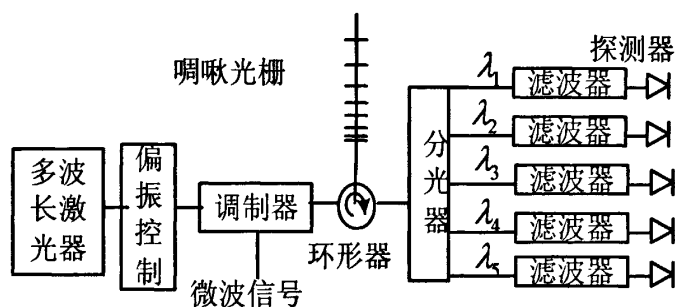 啁啾光栅
探测器
多波长激光器
偏振控制
调制器
微波信号
环形器
分光器
λ₁
滤波器
λ₂
滤波器
λ₃
滤波器
λ₄
滤波器
λ₅
滤波器